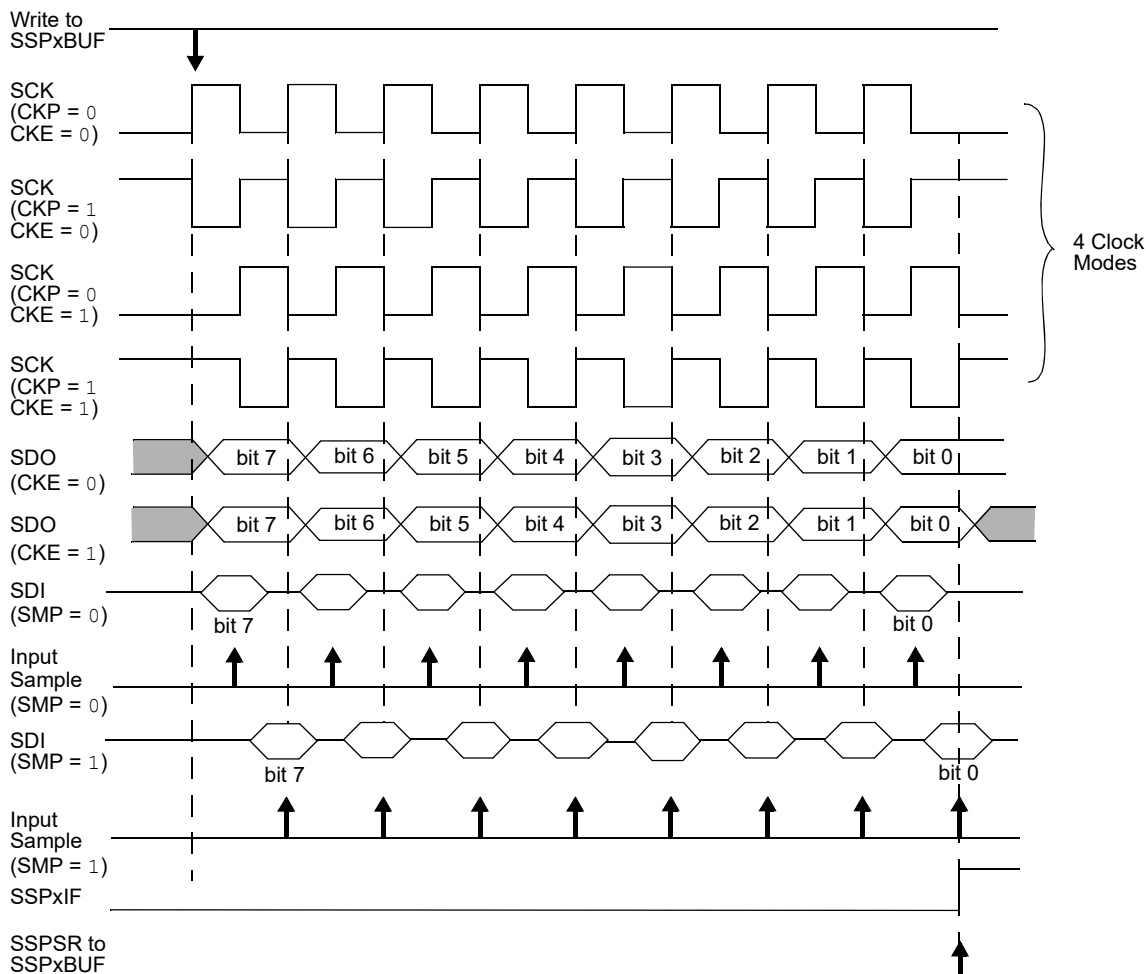 Write to
SSPxBUF
SCK
(CKP = 0
CKE = 0)
SCK
(CKP = 1
CKE = 0)
SCK
(CKP = 0
CKE = 1)
SCK
(CKP = 1
CKE = 1)
4 Clock
Modes
SDO
(CKE = 0)
bit 7 bit 6 bit 5 bit 4 bit 3 bit 2 bit 1 bit 0
SDO
(CKE = 1)
bit 7 bit 6 bit 5 bit 4 bit 3 bit 2 bit 1 bit 0
SDI
(SMP = 0)
bit 7 bit 0
Input
Sample
(SMP = 0)
SDI
(SMP = 1)
bit 7 bit 0
Input
Sample
(SMP = 1)
SSPxIF
SSPSR to
SSPxBUF